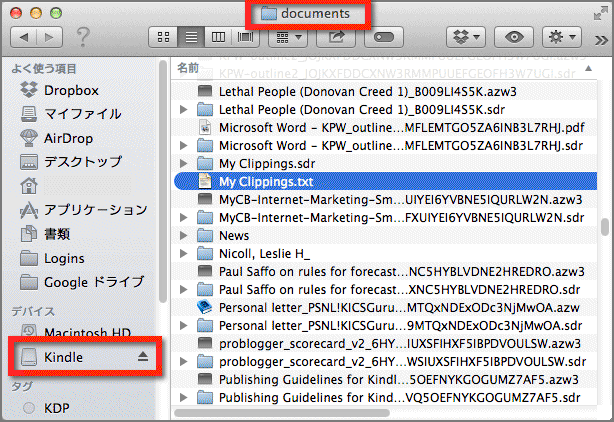 documents
よく使う項目
Dropbox
マイファイル
AirDrop
デスクトップ
アプリケーション
書類
Logins
Google ドライブ
デバイス
Macintosh HD
Kindle
タグ
KDP
名前
Lethal People (Donovan Creed 1)_B009LI4S5K.azw3
Lethal People (Donovan Creed 1)_B009LI4S5K.sdr
Microsoft Word – KPW_outline...MFLEMTGO5ZA6INB3L7RHJ.pdf
Microsoft Word – KPW_outline...MFLEMTGO5ZA6INB3L7RHJ.sdr
My Clippings.sdr
My Clippings.txt
MyCB-Internet-Marketing-Sm...UIYEI6YVBNE5IQURLW2N.azw3
MyCB-Internet-Marketing-Sm...FXUIYEI6YVBNE5IQURLW2N.sdr
News
Nicoll, Leslie H_
Paul Saffo on rules for forecast...NC5HYBLVDNE2HREDRO.azw3
Paul Saffo on rules for forecast...XNC5HYBLVDNE2HREDRO.sdr
Personal letter_PSNL!KICSGuru...MTQxNDExODc3NjMwOA.azw
Personal letter_PSNL!KICSGuru...9MTQxNDExODc3NjMwOA.sdr
problogger_scorecard_v2_6HY...IUXSFIHXF5IBPDVOULSW.azw3
problogger_scorecard_v2_6HY...WSIUXSFIHXF5IBPDVOULSW.sdr
Publishing Guidelines for Kindl...5OEFNYKGOGUMZ7AF5.azw3
Publishing Guidelines for Kindl...VQ5OEFNYKGOGUMZ7AF5.sdr